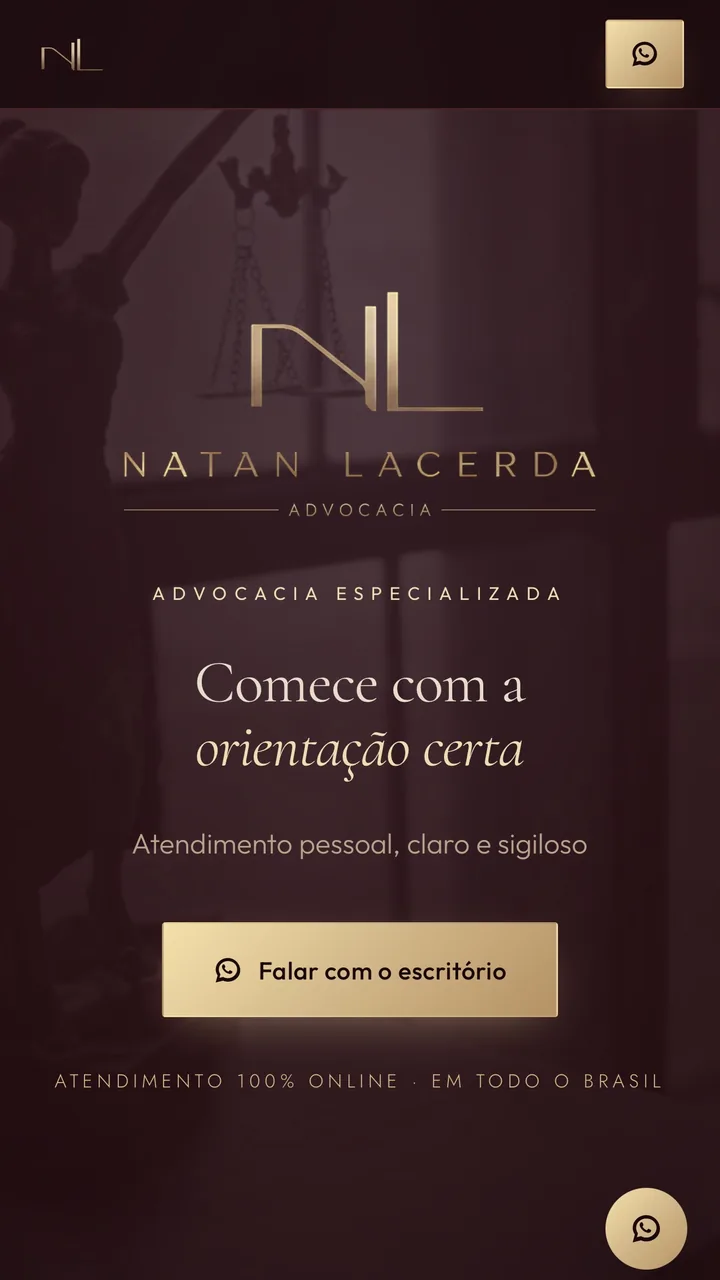 NL
NL
NATAN LACERDA
ADVOCACIA
ADVOCACIA ESPECIALIZADA
Comece com a
orientação certa
Atendimento pessoal, claro e sigiloso
Falar com o escritório
ATENDIMENTO 100% ONLINE · EM TODO O BRASIL